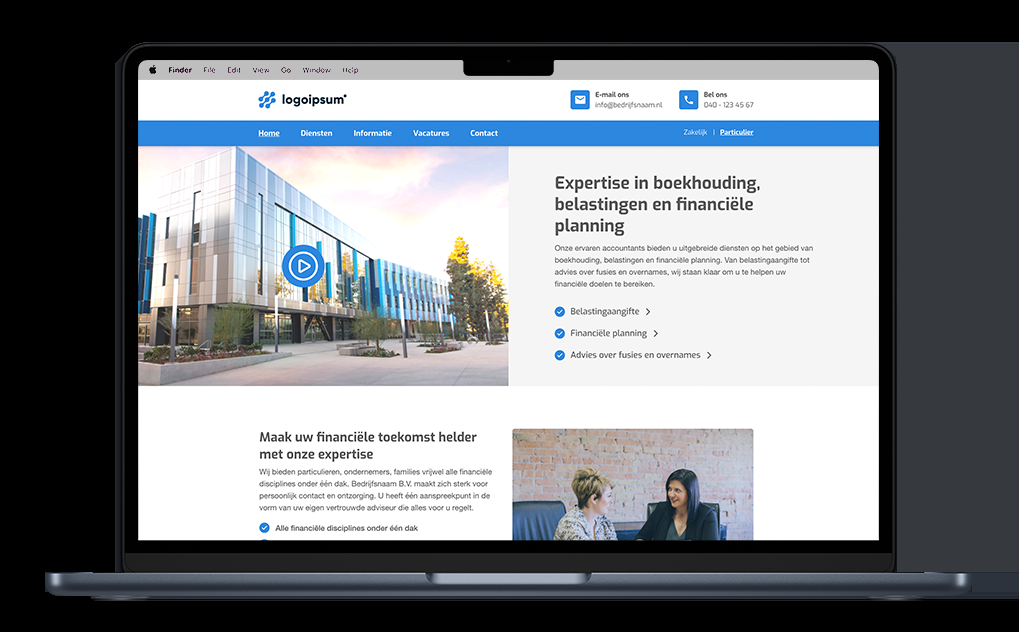 Finder File Edit View Go Window Help
logoipsum
E-mail ons
info@bedrijfsnaam.nl
Bel ons
040 - 123 45 67
Home Diensten Informatie Vacatures Contact
Zakelijk | Particulier
Expertise in boekhouding,
belastingen en financiële
planning
Onze ervaren accountants bieden u uitgebreide diensten op het gebied van
boekhouding, belastingen en financiële planning. Van belastingaangifte tot
advies over fusies en overnames, wij staan klaar om u te helpen uw
financiële doelen te bereiken.
Belastingaangifte
Financiële planning
Advies over fusies en overnames
Maak uw financiële toekomst helder
met onze expertise
Wij bieden particulieren, ondernemers, families vrijwel alle financiële
disciplines onder één dak. Bedrijfsnaam B.V. maakt zich sterk voor
persoonlijk contact en ontzorging. U heeft één aanspreekpunt in de
vorm van uw eigen vertrouwde adviseur die alles voor u regelt.
Alle financiële disciplines onder één dak